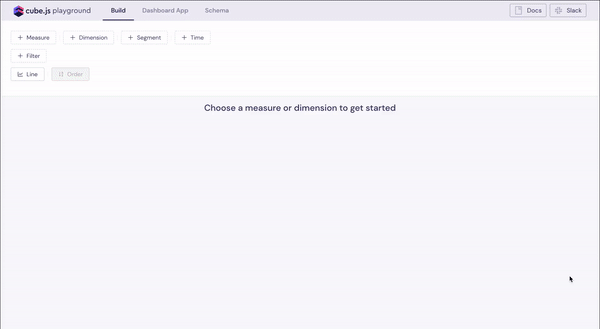 cube.js playground Build Dashboard App Schema Docs Slack
+ Measure + Dimension + Segment + Time
+ Filter
Line Order
Choose a measure or dimension to get started